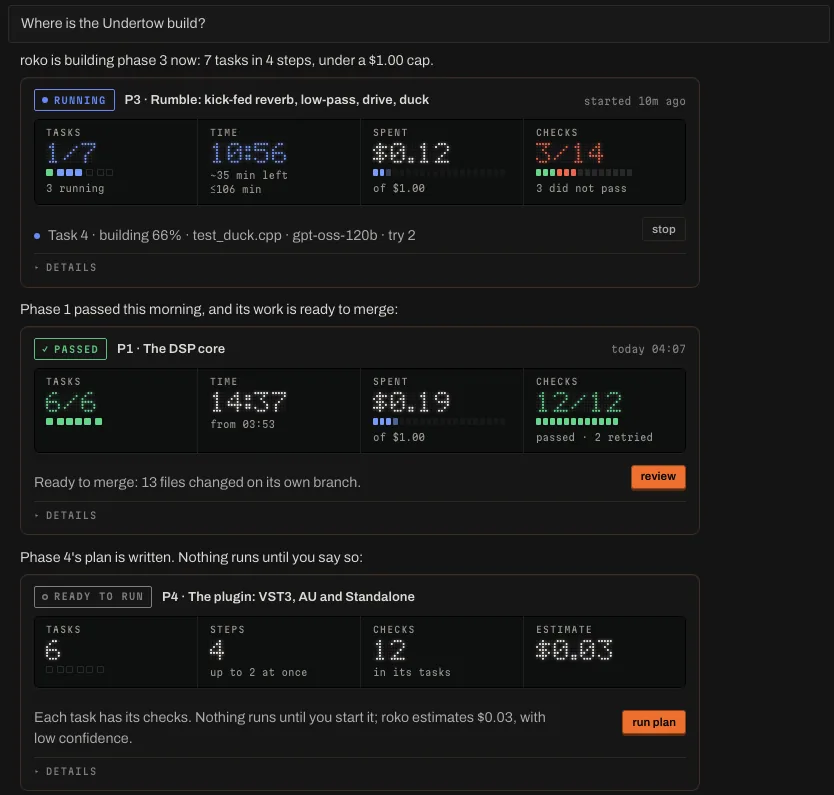 Where is the Undertow build?
roko is building phase 3 now: 7 tasks in 4 steps, under a $1.00 cap.
RUNNING P3 · Rumble: kick-fed reverb, low-pass, drive, duck started 10m ago
TASKS TIME SPENT CHECKS
1/7 10:56 $0.12 3/14
3 running ~35 min left of $1.00 3 did not pass
≤106 min
Task 4 · building 66% · test_duck.cpp · gpt-oss-120b · try 2 stop
DETAILS
Phase 1 passed this morning, and its work is ready to merge:
✓ PASSED P1 · The DSP core today 04:07
TASKS TIME SPENT CHECKS
6/6 14:37 $0.19 12/12
from 03:53 of $1.00 passed · 2 retried
Ready to merge: 13 files changed on its own branch. review
DETAILS
Phase 4's plan is written. Nothing runs until you say so:
READY TO RUN P4 · The plugin: VST3, AU and Standalone
TASKS STEPS CHECKS ESTIMATE
6 4 12 $0.03
up to 2 at once in its tasks
Each task has its checks. Nothing runs until you start it; roko estimates $0.03, with
low confidence.
run plan
DETAILS